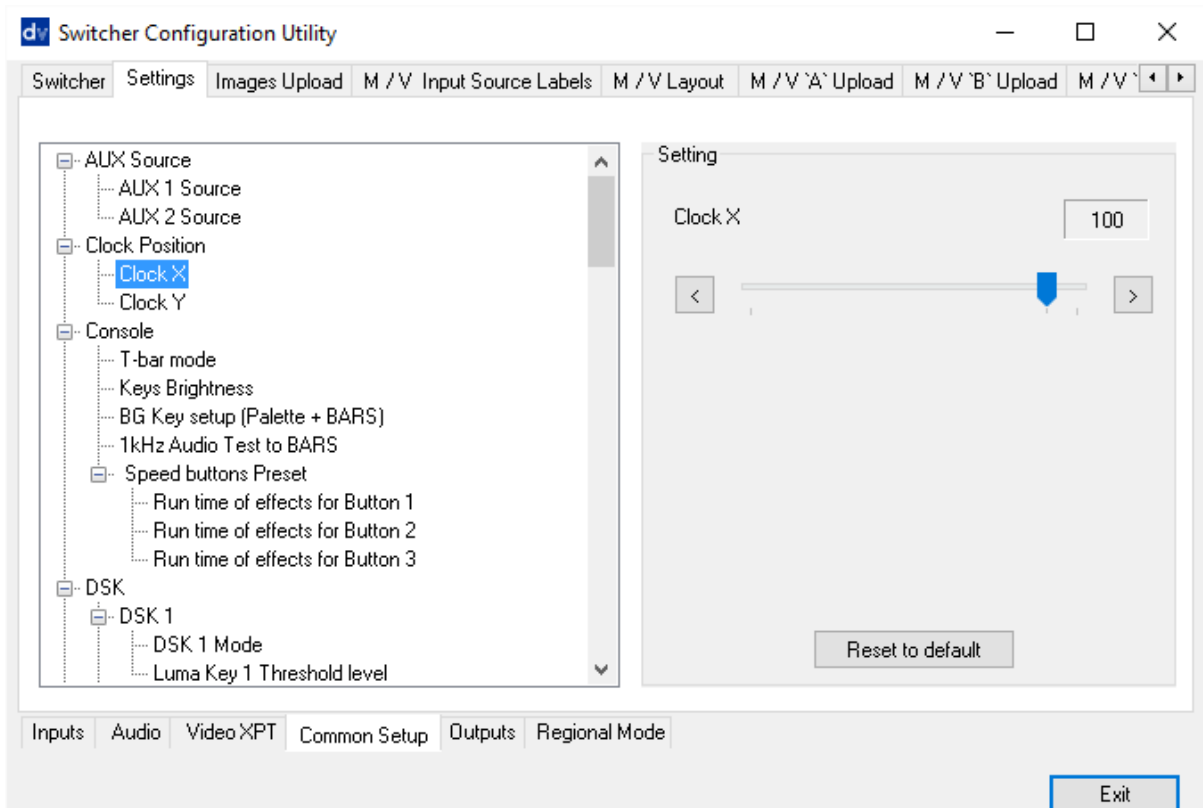 dv Switcher Configuration Utility
Switcher Settings Images Upload M / V Input Source Labels M / V Layout M / V `A` Upload M / V `B` Upload M / V `
AUX Source
AUX 1 Source
AUX 2 Source
Clock Position
Clock X
Clock Y
Console
T-bar mode
Keys Brightness
BG Key setup (Palette + BARS)
1kHz Audio Test to BARS
Speed buttons Preset
Run time of effects for Button 1
Run time of effects for Button 2
Run time of effects for Button 3
DSK
DSK 1
DSK 1 Mode
Luma Key 1 Threshold level
Setting
Clock X 100
< >
Reset to default
Inputs Audio Video XPT Common Setup Outputs Regional Mode
Exit